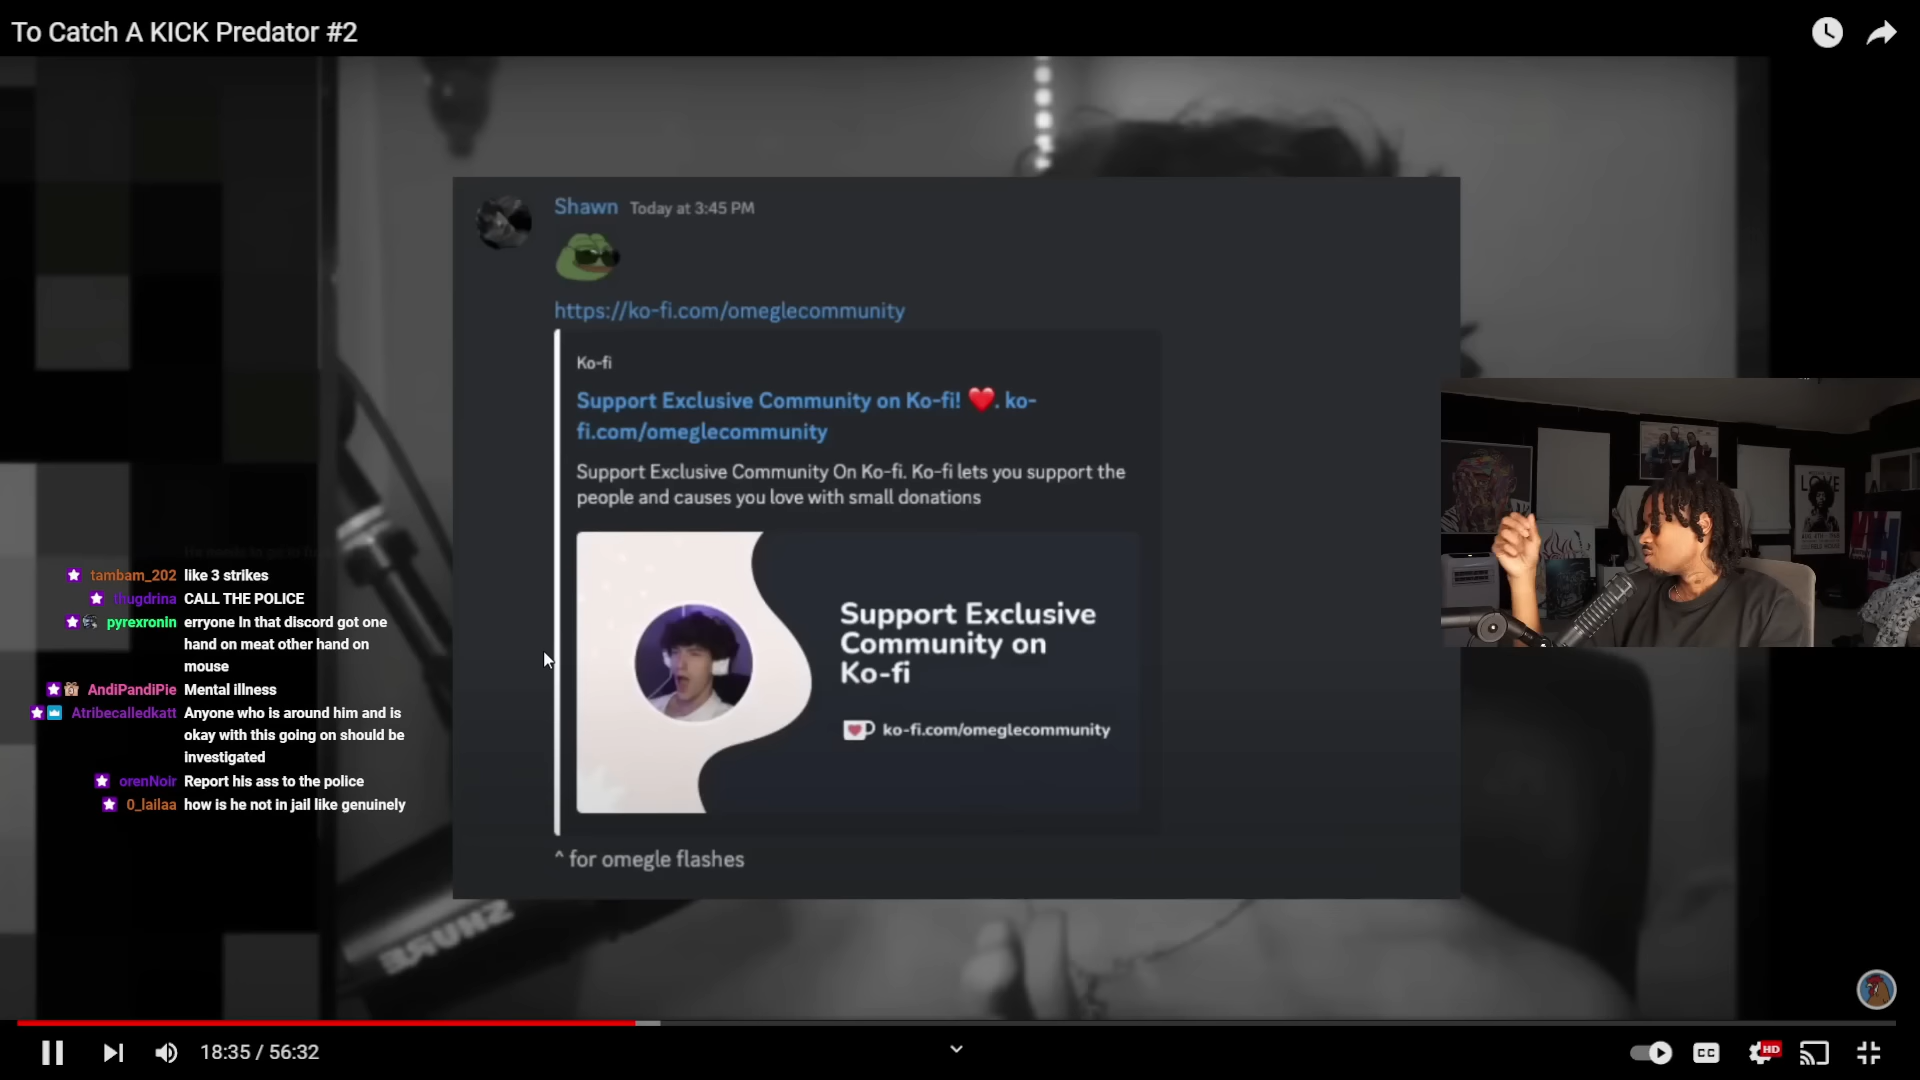 To Catch A KICK Predator #2
Shawn Today at 3:45 PM
https://ko-fi.com/omeglecommunity
Ko-fi
Support Exclusive Community on Ko-fi! ❤️. ko-
fi.com/omeglecommunity
Support Exclusive Community On Ko-fi. Ko-fi lets you support the
people and causes you love with small donations
Support Exclusive
Community on
Ko-fi
ko-fi.com/omeglecommunity
^ for omegle flashes
tambam_202 like 3 strikes
thugdrina CALL THE POLICE
pyrexronin erryone in that discord got one
hand on meat other hand on
mouse
AndiPandiPie Mental illness
Atribecalledkatt Anyone who is around him and is
okay with this going on should be
investigated
orenNoir Report his ass to the police
0_lailaa how is he not in jail like genuinely
LOVE
SHURE
18:35 / 56:32
CC
HD